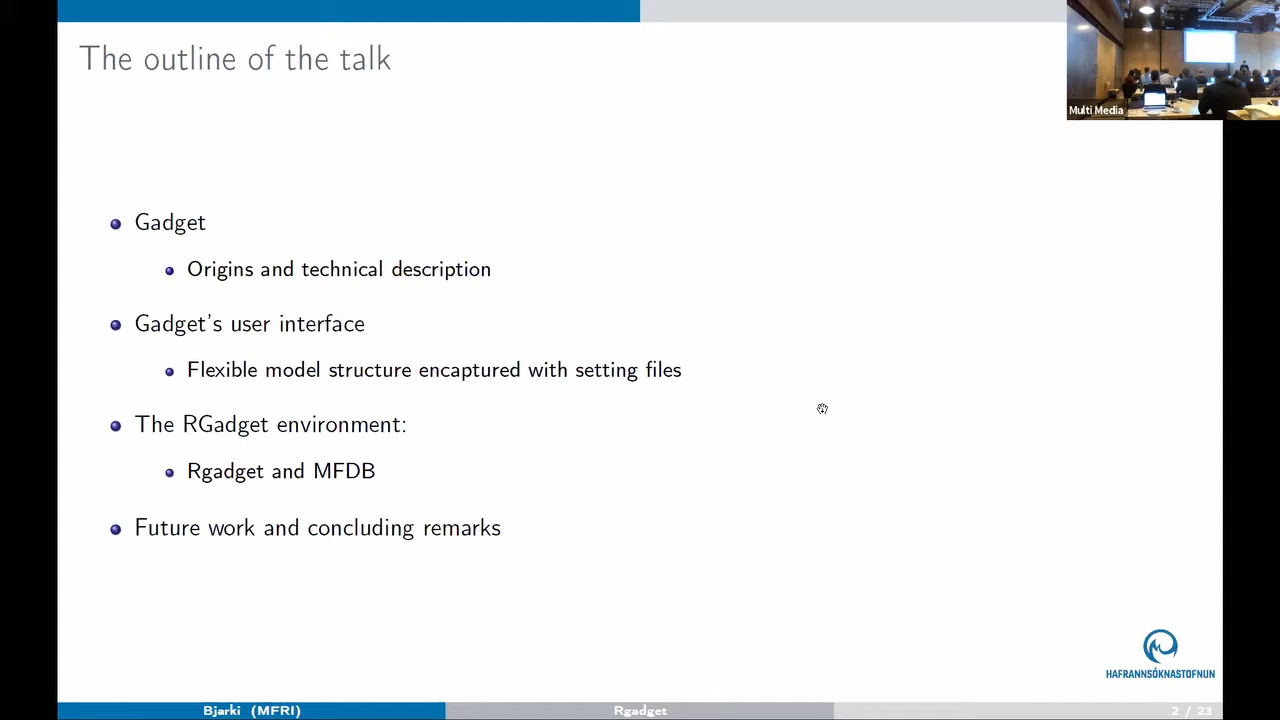 The outline of the talk
Multi Media
Gadget
Origins and technical description
Gadget's user interface
Flexible model structure encaptured with setting files
The RGadget environment:
Rgadget and MFDB
Future work and concluding remarks
HAFRANNSÓKNASTOFNUN
Bjarki (MFRI)
Rgadget
2 / 23